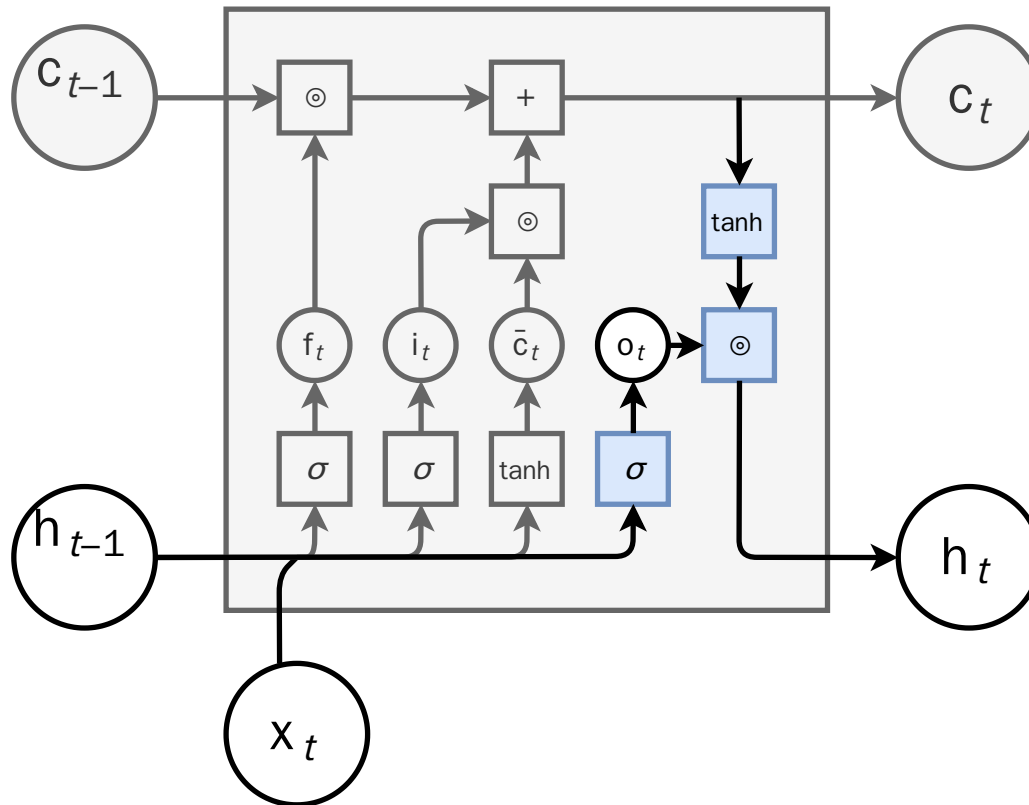 c t−1
⊚
+
c t
⊚
tanh
f t
i t
c̄ t
o t
⊚
σ
σ
tanh
σ
h t−1
h t
x t